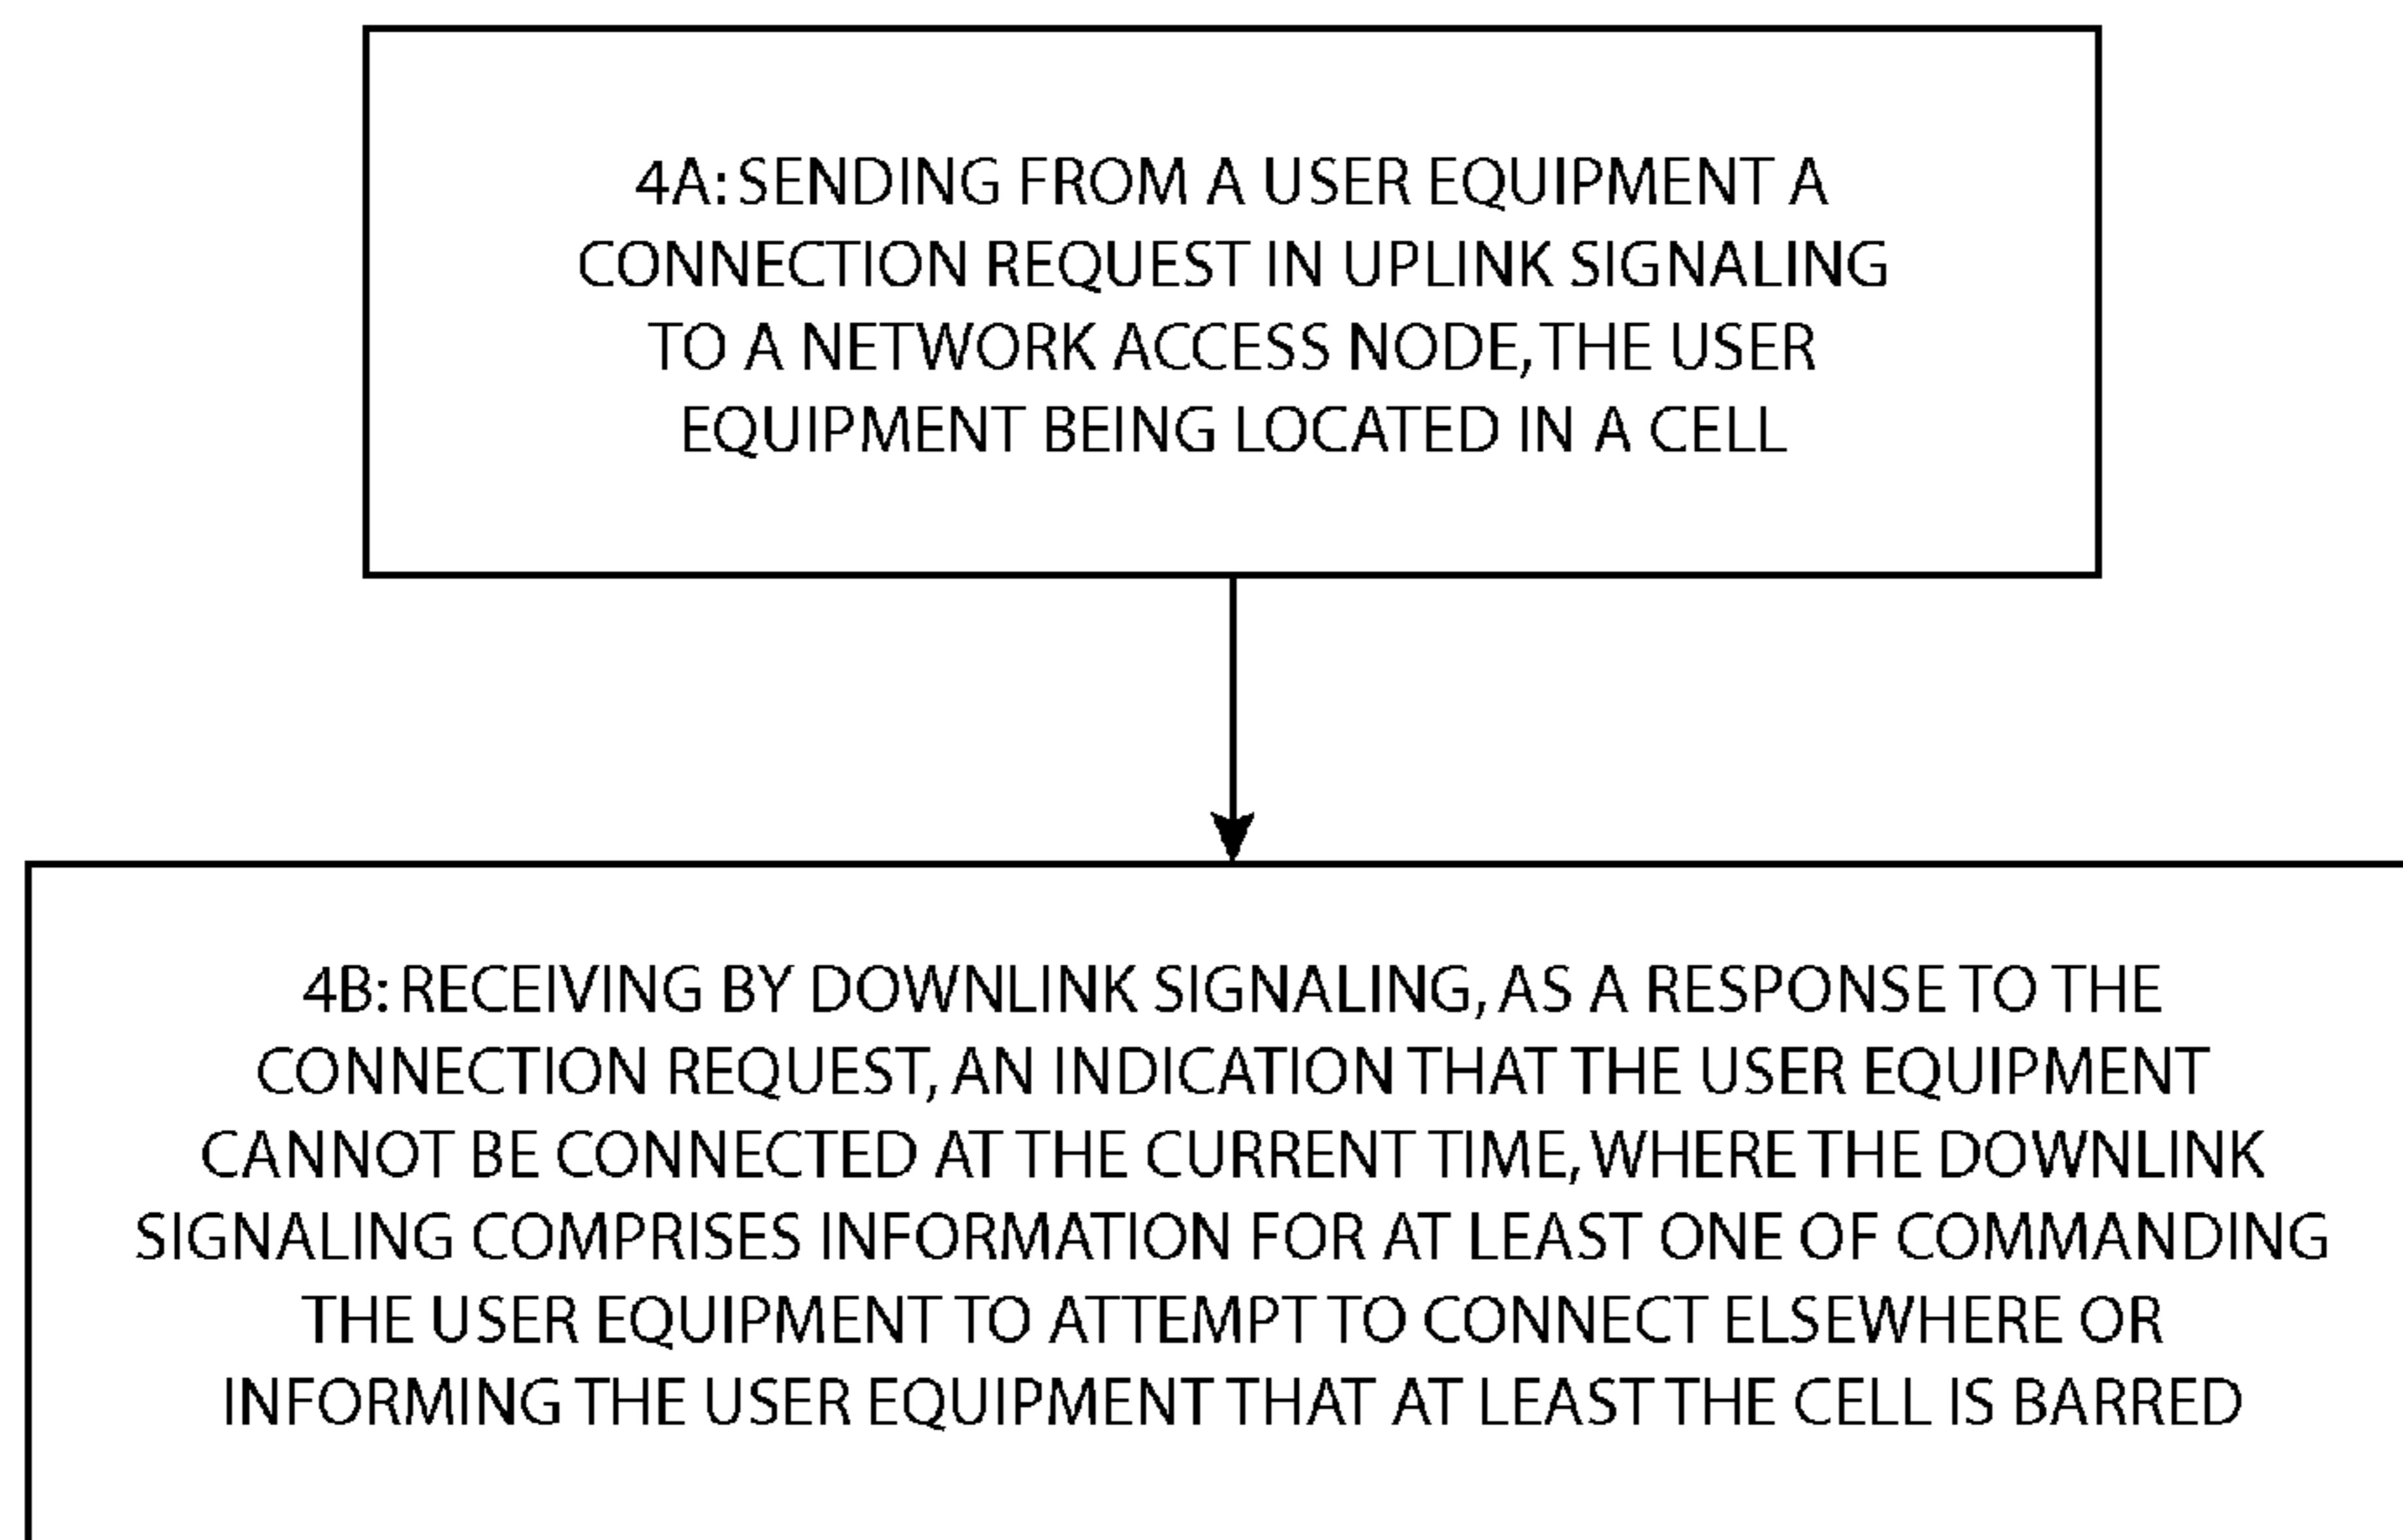 4A: SENDING FROM A USER EQUIPMENT A
CONNECTION REQUEST IN UPLINK SIGNALING
TO A NETWORK ACCESS NODE, THE USER
EQUIPMENT BEING LOCATED IN A CELL
4B: RECEIVING BY DOWNLINK SIGNALING, AS A RESPONSE TO THE
CONNECTION REQUEST, AN INDICATION THAT THE USER EQUIPMENT
CANNOT BE CONNECTED AT THE CURRENT TIME, WHERE THE DOWNLINK
SIGNALING COMPRISES INFORMATION FOR AT LEAST ONE OF COMMANDING
THE USER EQUIPMENT TO ATTEMPT TO CONNECT ELSEWHERE OR
INFORMING THE USER EQUIPMENT THAT AT LEAST THE CELL IS BARRED